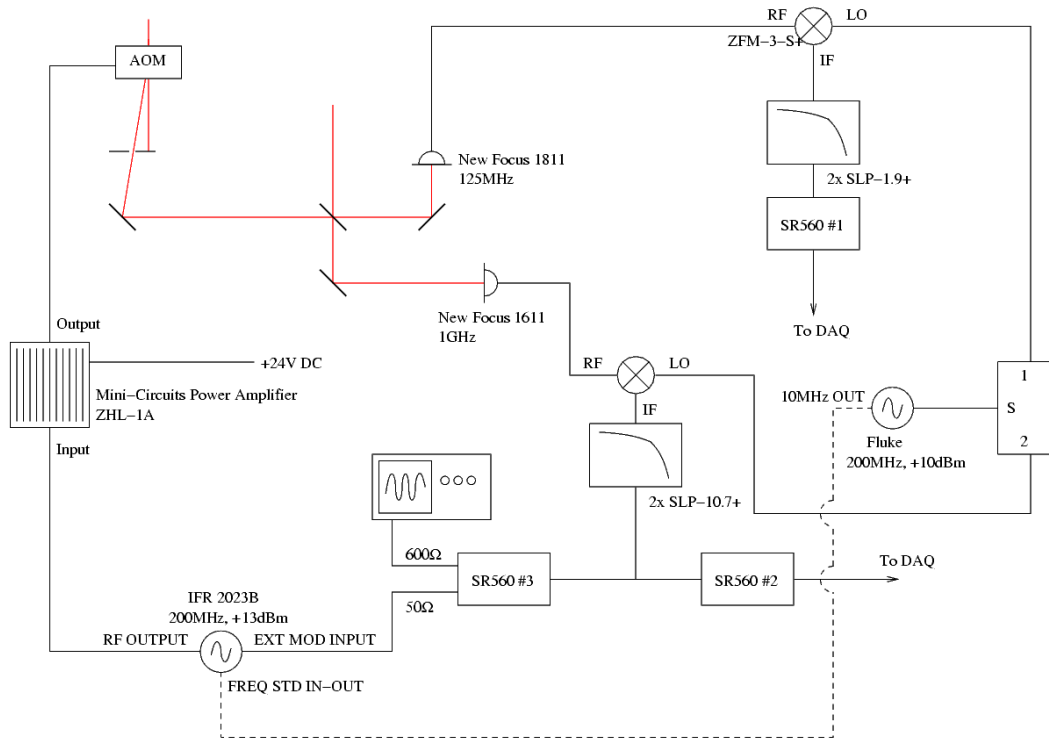 AOM
RF
LO
ZFM-3-S+
IF
New Focus 1811
125MHz
2x SLP-1.9+
SR560 #1
To DAQ
New Focus 1611
1GHz
Output
+24V DC
Mini-Circuits Power Amplifier
ZHL-1A
Input
RF
LO
IF
10MHz OUT
1
S
2
Fluke
200MHz, +10dBm
2x SLP-10.7+
600Ω
SR560 #3
SR560 #2
To DAQ
50Ω
IFR 2023B
200MHz, +13dBm
RF OUTPUT
EXT MOD INPUT
FREQ STD IN-OUT